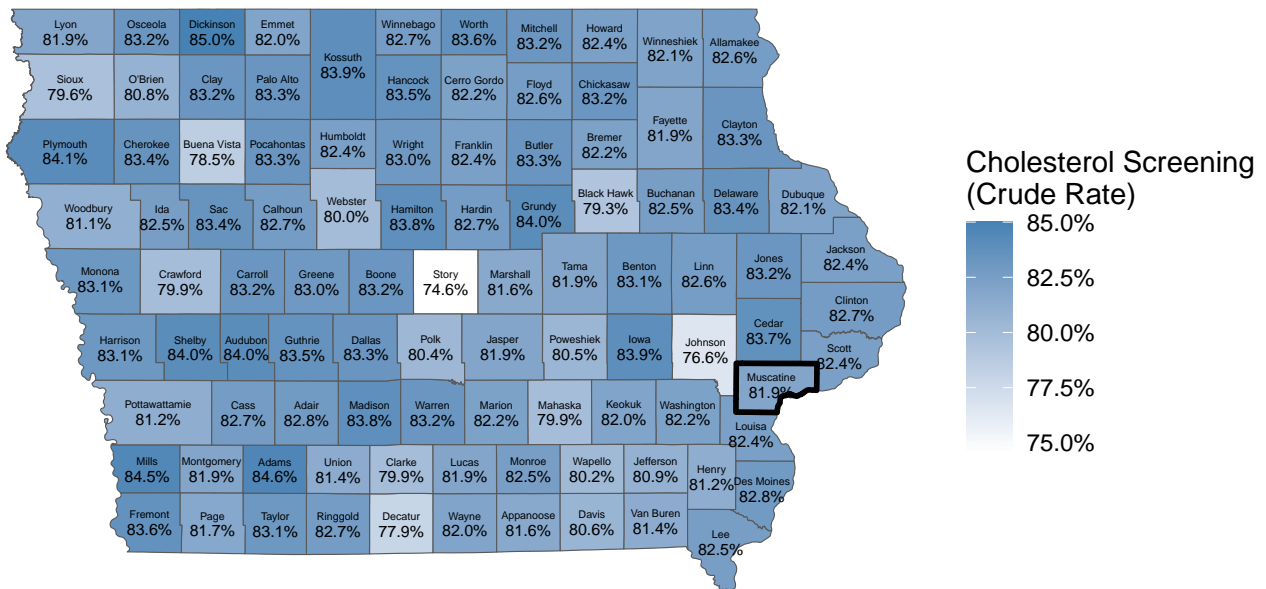 Lyon
81.9%
Osceola
83.2%
Dickinson
85.0%
Emmet
82.0%
Kossuth
83.9%
Winnebago
82.7%
Worth
83.6%
Mitchell
83.2%
Howard
82.4%
Winneshiek
82.1%
Allamakee
82.6%
Sioux
79.6%
O'Brien
80.8%
Clay
83.2%
Palo Alto
83.3%
Hancock
83.5%
Cerro Gordo
82.2%
Floyd
82.6%
Chickasaw
83.2%
Fayette
81.9%
Clayton
83.3%
Plymouth
84.1%
Cherokee
83.4%
Buena Vista
78.5%
Pocahontas
83.3%
Humboldt
82.4%
Wright
83.0%
Franklin
82.4%
Butler
83.3%
Bremer
82.2%
Woodbury
81.1%
Ida
82.5%
Sac
83.4%
Calhoun
82.7%
Webster
80.0%
Hamilton
83.8%
Hardin
82.7%
Grundy
84.0%
Black Hawk
79.3%
Buchanan
82.5%
Delaware
83.4%
Dubuque
82.1%
Monona
83.1%
Crawford
79.9%
Carroll
83.2%
Greene
83.0%
Boone
83.2%
Story
74.6%
Marshall
81.6%
Tama
81.9%
Benton
83.1%
Linn
82.6%
Jones
83.2%
Jackson
82.4%
Clinton
82.7%
Harrison
83.1%
Shelby
84.0%
Audubon
84.0%
Guthrie
83.5%
Dallas
83.3%
Polk
80.4%
Jasper
81.9%
Poweshiek
80.5%
Iowa
83.9%
Johnson
76.6%
Cedar
83.7%
Scott
82.4%
Muscatine
81.9%
Pottawattamie
81.2%
Cass
82.7%
Adair
82.8%
Madison
83.8%
Warren
83.2%
Marion
82.2%
Mahaska
79.9%
Keokuk
82.0%
Washington
82.2%
Louisa
82.4%
Mills
84.5%
Montgomery
81.9%
Adams
84.6%
Union
81.4%
Clarke
79.9%
Lucas
81.9%
Monroe
82.5%
Wapello
80.2%
Jefferson
80.9%
Henry
81.2%
Des Moines
82.8%
Fremont
83.6%
Page
81.7%
Taylor
83.1%
Ringgold
82.7%
Decatur
77.9%
Wayne
82.0%
Appanoose
81.6%
Davis
80.6%
Van Buren
81.4%
Lee
82.5%
Cholesterol Screening
(Crude Rate)
85.0%
82.5%
80.0%
77.5%
75.0%